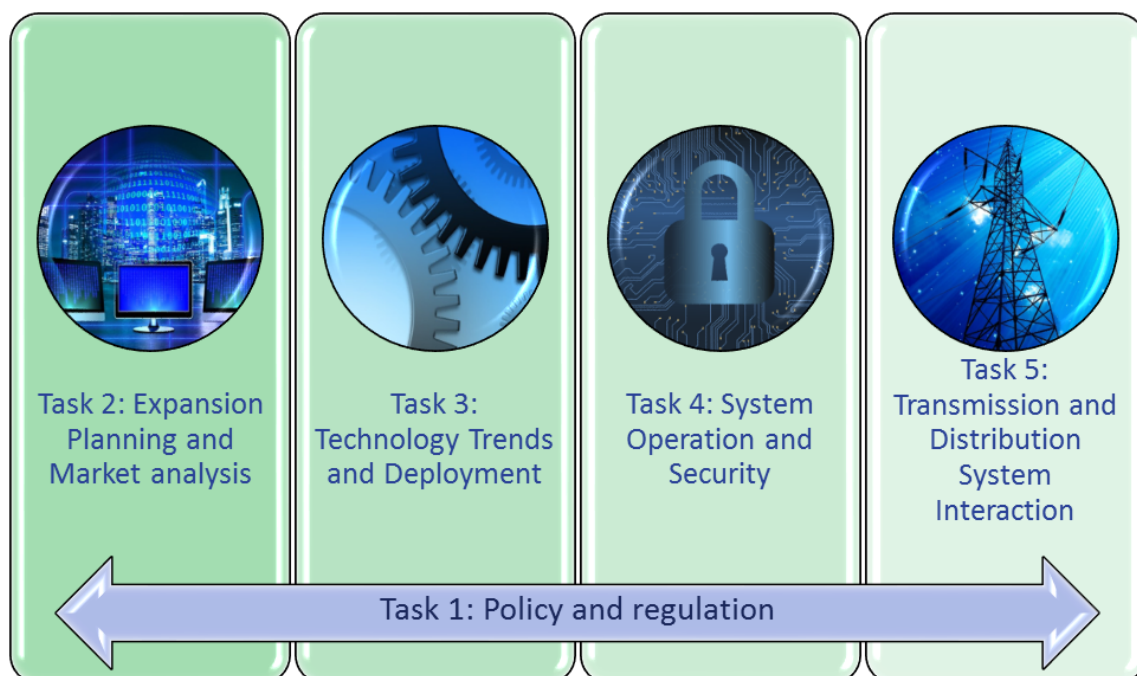 Task 2: Expansion
Planning and
Market analysis
Task 3:
Technology Trends
and Deployment
Task 4: System
Operation and
Security
Task 5:
Transmission and
Distribution
System
Interaction
Task 1: Policy and regulation